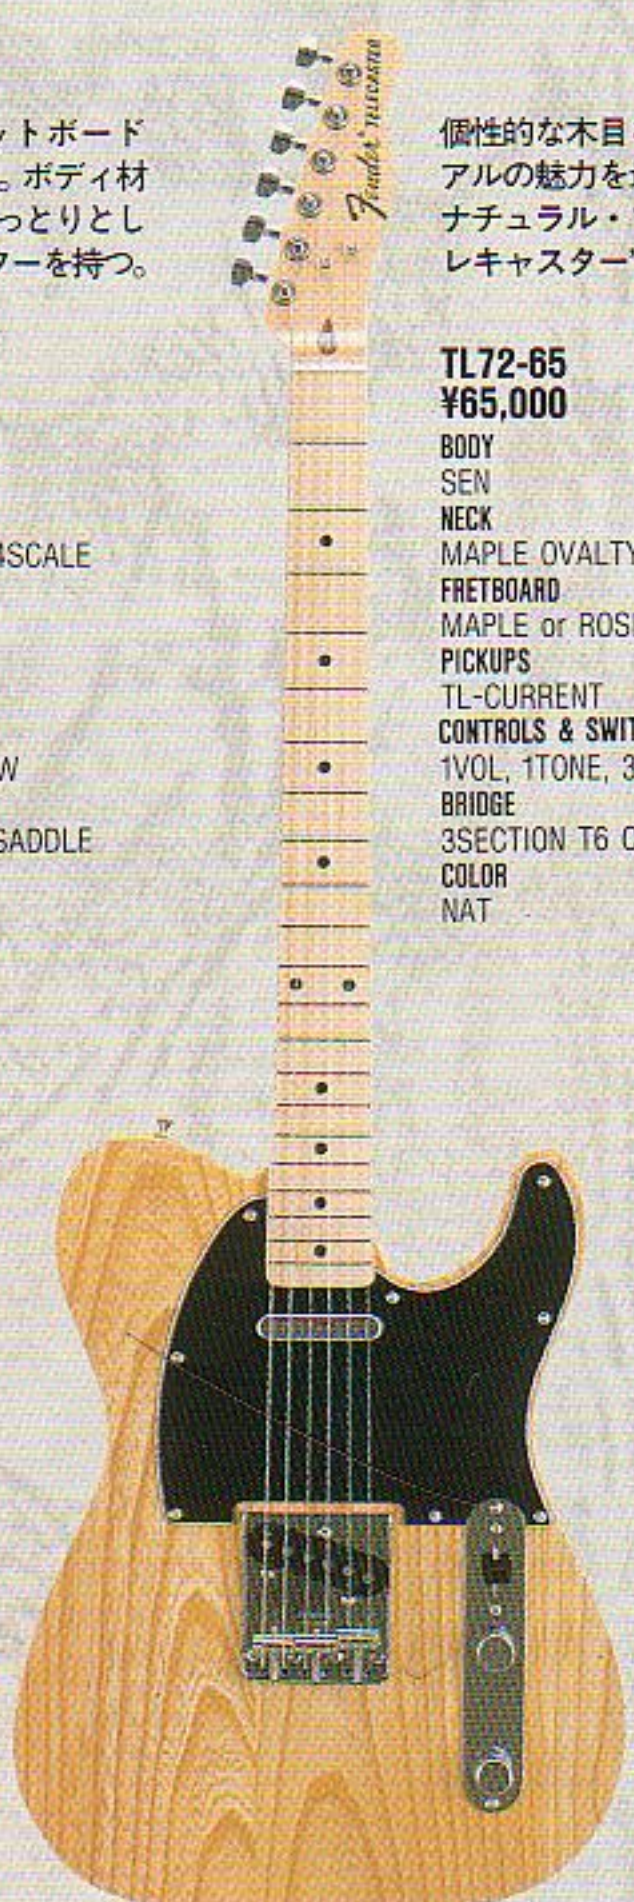 ットボード
。ボディ材
っとりとし
ワーを持つ。
4SCALE
W
SADDLE
Fender TELECASTER
個性的な木目
アルの魅力を
ナチュラル・
レキャスター"
TL72-65
¥65,000
BODY
SEN
NECK
MAPLE OVALTY
FRETBOARD
MAPLE or ROS
PICKUPS
TL-CURRENT
CONTROLS & SWIT
1VOL, 1TONE, 3
BRIDGE
3SECTION T6 C
COLOR
NAT